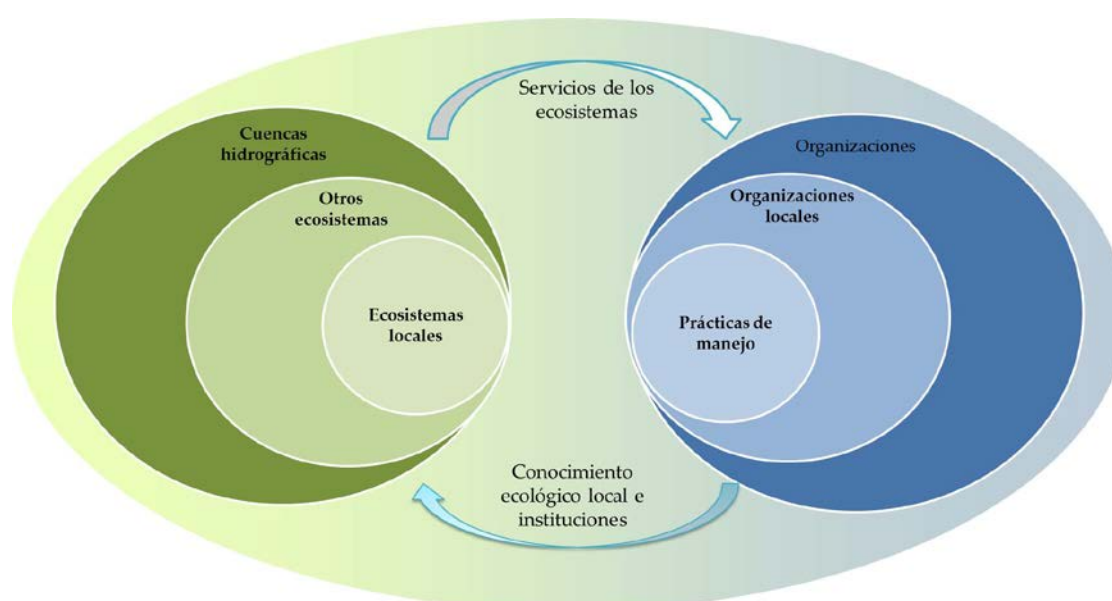 Servicios de los
ecosistemas
Cuencas
hidrográficas
Otros
ecosistemas
Ecosistemas
locales
Organizaciones
Organizaciones
locales
Prácticas de
manejo
Conocimiento
ecológico local e
instituciones